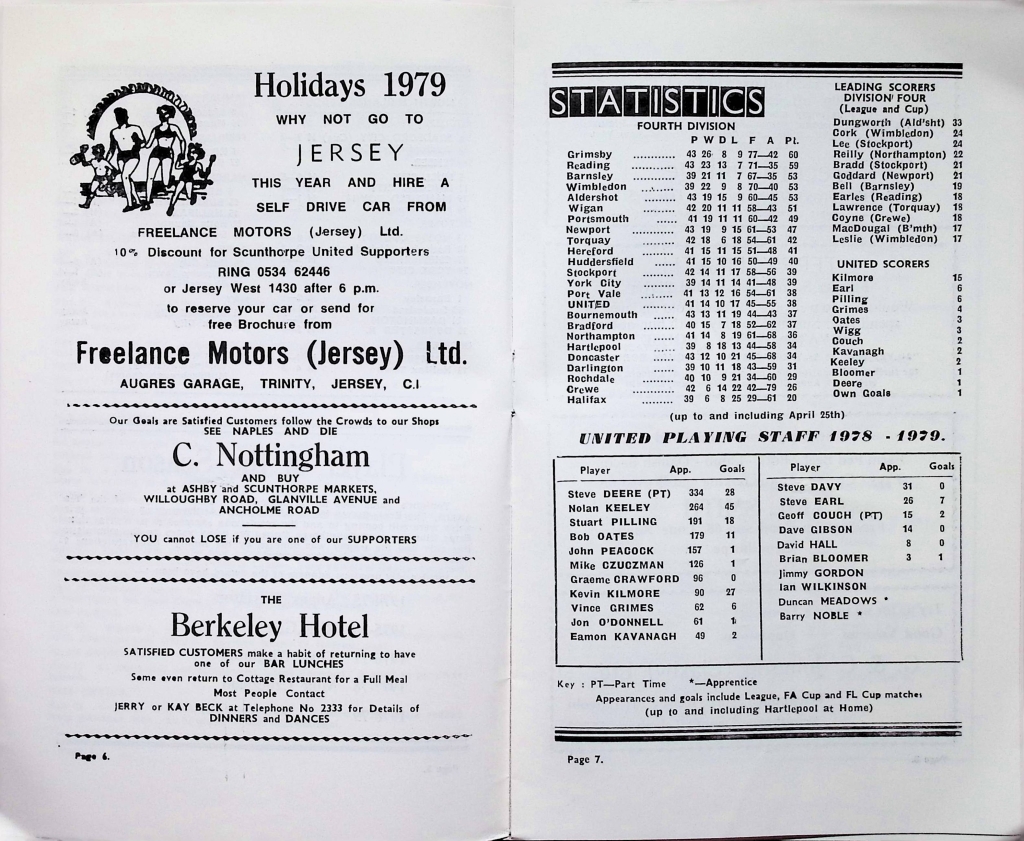 Holidays 1979
WHY NOT GO TO
JERSEY
THIS YEAR AND HIRE A
SELF DRIVE CAR FROM
FREELANCE MOTORS (Jersey) Ltd.
10% Discount for Scunthorpe United Supporters
RING 0534 62446
or Jersey West 1430 after 6 p.m.
to reserve your car or send for
free Brochure from
Freelance Motors (Jersey) Ltd.
AUGRES GARAGE, TRINITY, JERSEY, C.I
Our Goals are Satisfied Customers follow the Crowds to our Shops
SEE NAPLES AND DIE
C. Nottingham
AND BUY
at ASHBY and SCUNTHORPE MARKETS,
WILLOUGHBY ROAD, GLANVILLE AVENUE and
ANCHOLME ROAD
YOU cannot LOSE if you are one of our SUPPORTERS
THE
Berkeley Hotel
SATISFIED CUSTOMERS make a habit of returning to have
one of our BAR LUNCHES
Some even return to Cottage Restaurant for a Full Meal
Most People Contact
JERRY or KAY BECK at Telephone No 2333 for Details of
DINNERS and DANCES
Page 6.
STATISTICS
FOURTH DIVISION
P W D L F A Pt.
Grimsby ............ 43 26 8 9 77—42 60
Reading ............ 43 23 13 7 71—35 59
Barnsley ............ 39 21 11 7 67—35 53
Wimbledon ......... 39 22 9 8 70—40 53
Aldershot ......... 43 19 15 9 60—45 53
Wigan ......... 42 20 11 11 58—43 51
Portsmouth ...... 41 19 11 11 60—42 49
Newport ............ 43 19 9 15 61—53 47
Torquay ............ 42 18 6 18 54—61 42
Hereford ............ 41 15 11 15 51—48 41
Huddersfield ...... 41 15 10 16 50—49 40
Stockport ......... 42 14 11 17 58—56 39
York City ......... 39 14 11 14 41—48 39
Port Vale ......... 41 13 12 16 54—61 38
UNITED ............ 41 14 10 17 45—55 38
Bournemouth ...... 43 13 11 19 44—43 37
Bradford ......... 40 15 7 18 52—62 37
Northampton ...... 41 14 8 19 61—68 36
Hartlepool ...... 39 8 18 13 44—58 34
Doncaster ...... 43 12 10 21 45—68 34
Darlington ...... 39 10 11 18 43—59 31
Rochdale ......... 40 10 9 21 34—60 29
Crewe ............ 42 6 14 22 42—79 26
Halifax ......... 39 6 8 25 29—61 20
LEADING SCORERS
DIVISION FOUR
(League and Cup)
Dungworth (Ald'sht) 33
Cork (Wimbledon) 24
Lee (Stockport) 24
Reilly (Northampton) 22
Bradd (Stockport) 21
Goddard (Newport) 21
Bell (Barnsley) 19
Earles (Reading) 18
Lawrence (Torquay) 18
Coyne (Crewe) 18
MacDougal (B'mth) 17
Leslie (Wimbledon) 17
UNITED SCORERS
Kilmore 15
Earl 6
Pilling 6
Grimes 4
Oates 3
Wigg 3
Couch 2
Kavanagh 2
Keeley 2
Bloomer 1
Deere 1
Own Goals 1
(up to and including April 25th)
UNITED PLAYING STAFF 1978 - 1979.
Player App. Goals
Steve DEERE (PT) 334 28
Nolan KEELEY 264 45
Stuart PILLING 191 18
Bob OATES 179 11
John PEACOCK 157 1
Mike CZUCZMAN 126 1
Graeme CRAWFORD 96 0
Kevin KILMORE 90 27
Vince GRIMES 62 6
Jon O'DONNELL 61 1
Eamon KAVANAGH 49 2
Player App. Goals
Steve DAVY 31 0
Steve EARL 26 7
Geoff COUCH (PT) 15 2
Dave GIBSON 14 0
David HALL 8 0
Brian BLOOMER 3 1
Jimmy GORDON
Ian WILKINSON
Duncan MEADOWS *
Barry NOBLE *
Key : PT—Part Time *—Apprentice
Appearances and goals include League, FA Cup and FL Cup matches
(up to and including Hartlepool at Home)
Page 7.